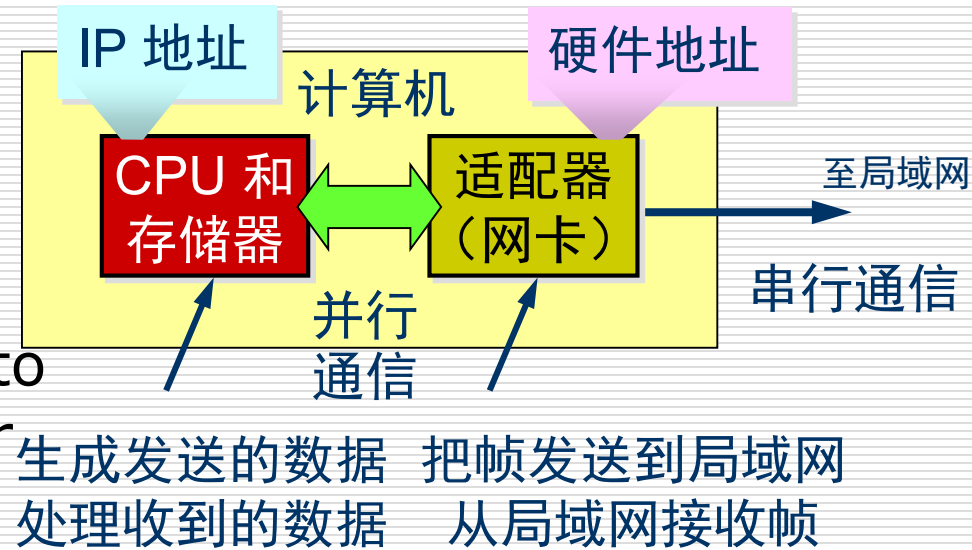 IP 地址
硬件地址
计算机
CPU 和
存储器
适配器
（网卡）
至局域网
串行通信
并行
通信
to
生成发送的数据
处理收到的数据
把帧发送到局域网
从局域网接收帧